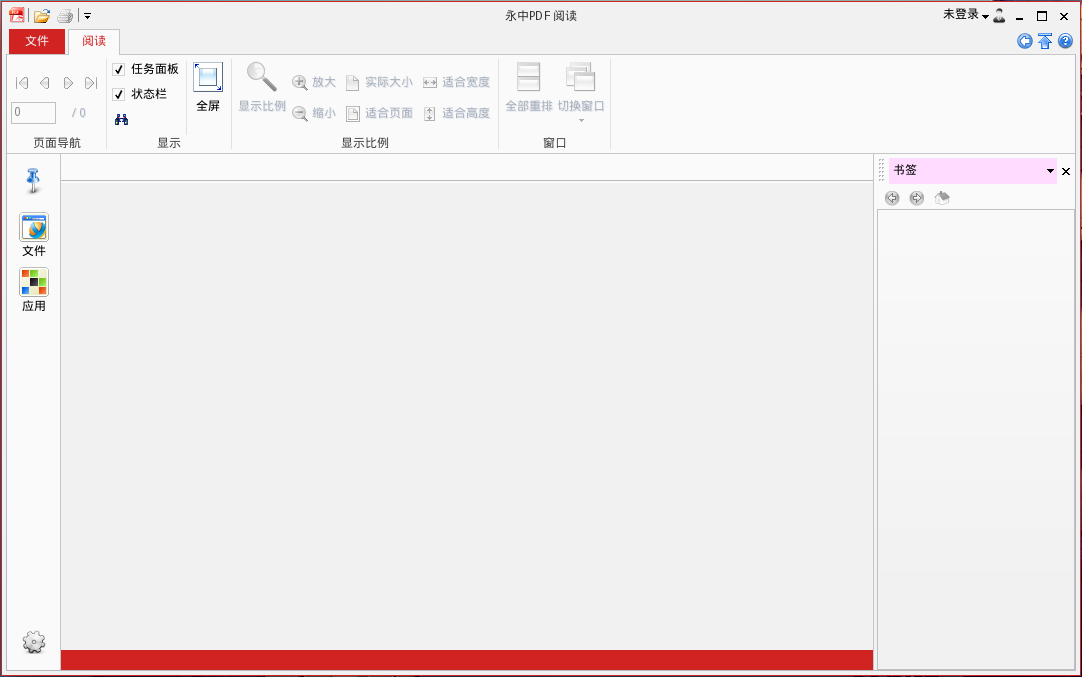 永中PDF 阅读
未登录
文件
阅读
任务面板
状态栏
全屏
显示比例
放大
实际大小
适合宽度
缩小
适合页面
适合高度
全部重排
切换窗口
0
/ 0
页面导航
显示
显示比例
窗口
书签
文件
应用